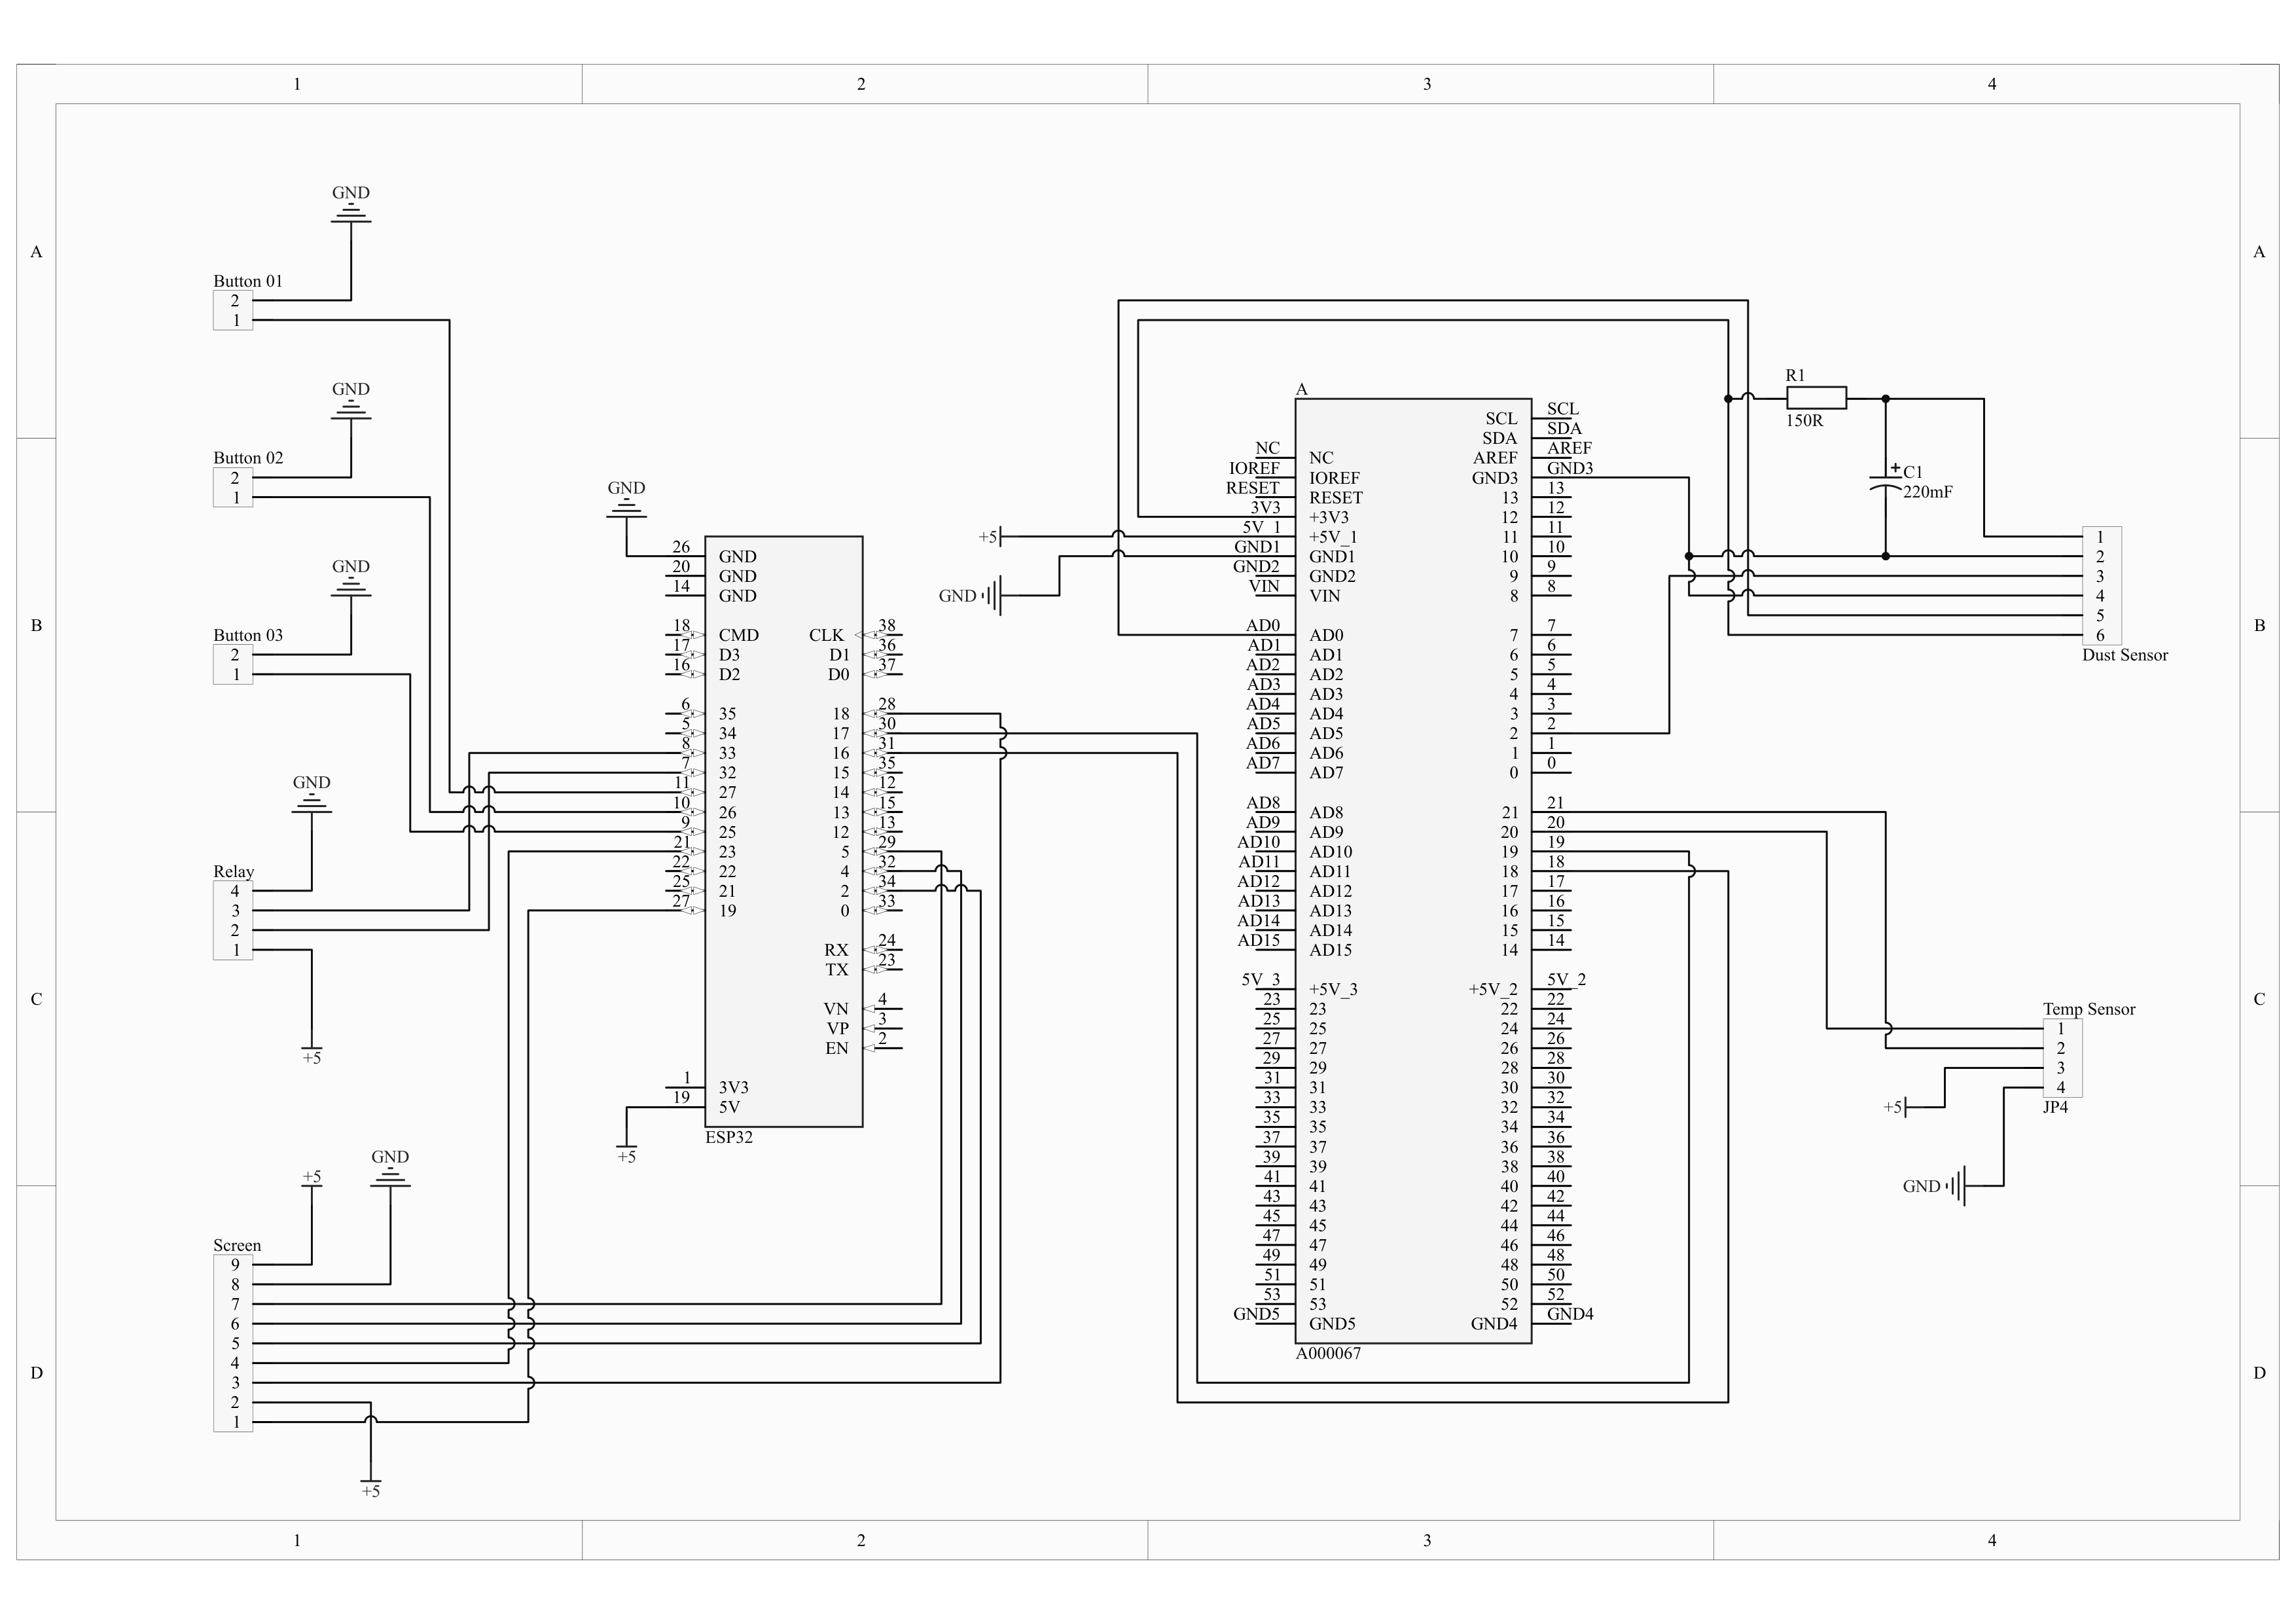 1 2 3 4
A A
B B
C C
D D
GND
Button 01
2
1
GND
Button 02
2
1
GND
Button 03
2
1
GND
Relay
4
3
2
1
+5
+5 GND
Screen
9
8
7
6
5
4
3
2
1
+5
GND
26 GND
20 GND
14 GND
18 CMD CLK 38
17 D3 D1 36
16 D2 D0 37
6 35 18 28
5 34 17 30
8 33 16 31
7 32 15 35
11 27 14 12
10 26 13 15
9 25 12 13
21 23 5 29
22 22 4 32
25 21 2 34
27 19 0 33
RX 24
TX 23
VN 4
VP 3
EN 2
1 3V3
19 5V
ESP32
+5
+5
GND
A
SCL SCL
SDA SDA
NC NC AREF AREF
IOREF IOREF GND3 GND3
RESET RESET 13 13
3V3 +3V3 12 12
5V_1 +5V_1 11 11
GND1 GND1 10 10
GND2 GND2 9 9
VIN VIN 8 8
AD0 AD0 7 7
AD1 AD1 6 6
AD2 AD2 5 5
AD3 AD3 4 4
AD4 AD4 3 3
AD5 AD5 2 2
AD6 AD6 1 1
AD7 AD7 0 0
AD8 AD8 21 21
AD9 AD9 20 20
AD10 AD10 19 19
AD11 AD11 18 18
AD12 AD12 17 17
AD13 AD13 16 16
AD14 AD14 15 15
AD15 AD15 14 14
5V_3 +5V_3 +5V_2 5V_2
23 23 22 22
25 25 24 24
27 27 26 26
29 29 28 28
31 31 30 30
33 33 32 32
35 35 34 34
37 37 36 36
39 39 38 38
41 41 40 40
43 43 42 42
45 45 44 44
47 47 46 46
49 49 48 48
51 51 50 50
53 53 52 52
GND5 GND5 GND4 GND4
A000067
R1
150R
+
C1
220mF
1
2
3
4
5
6
Dust Sensor
Temp Sensor
1
2
3
4
JP4
+5
GND
1 2 3 4